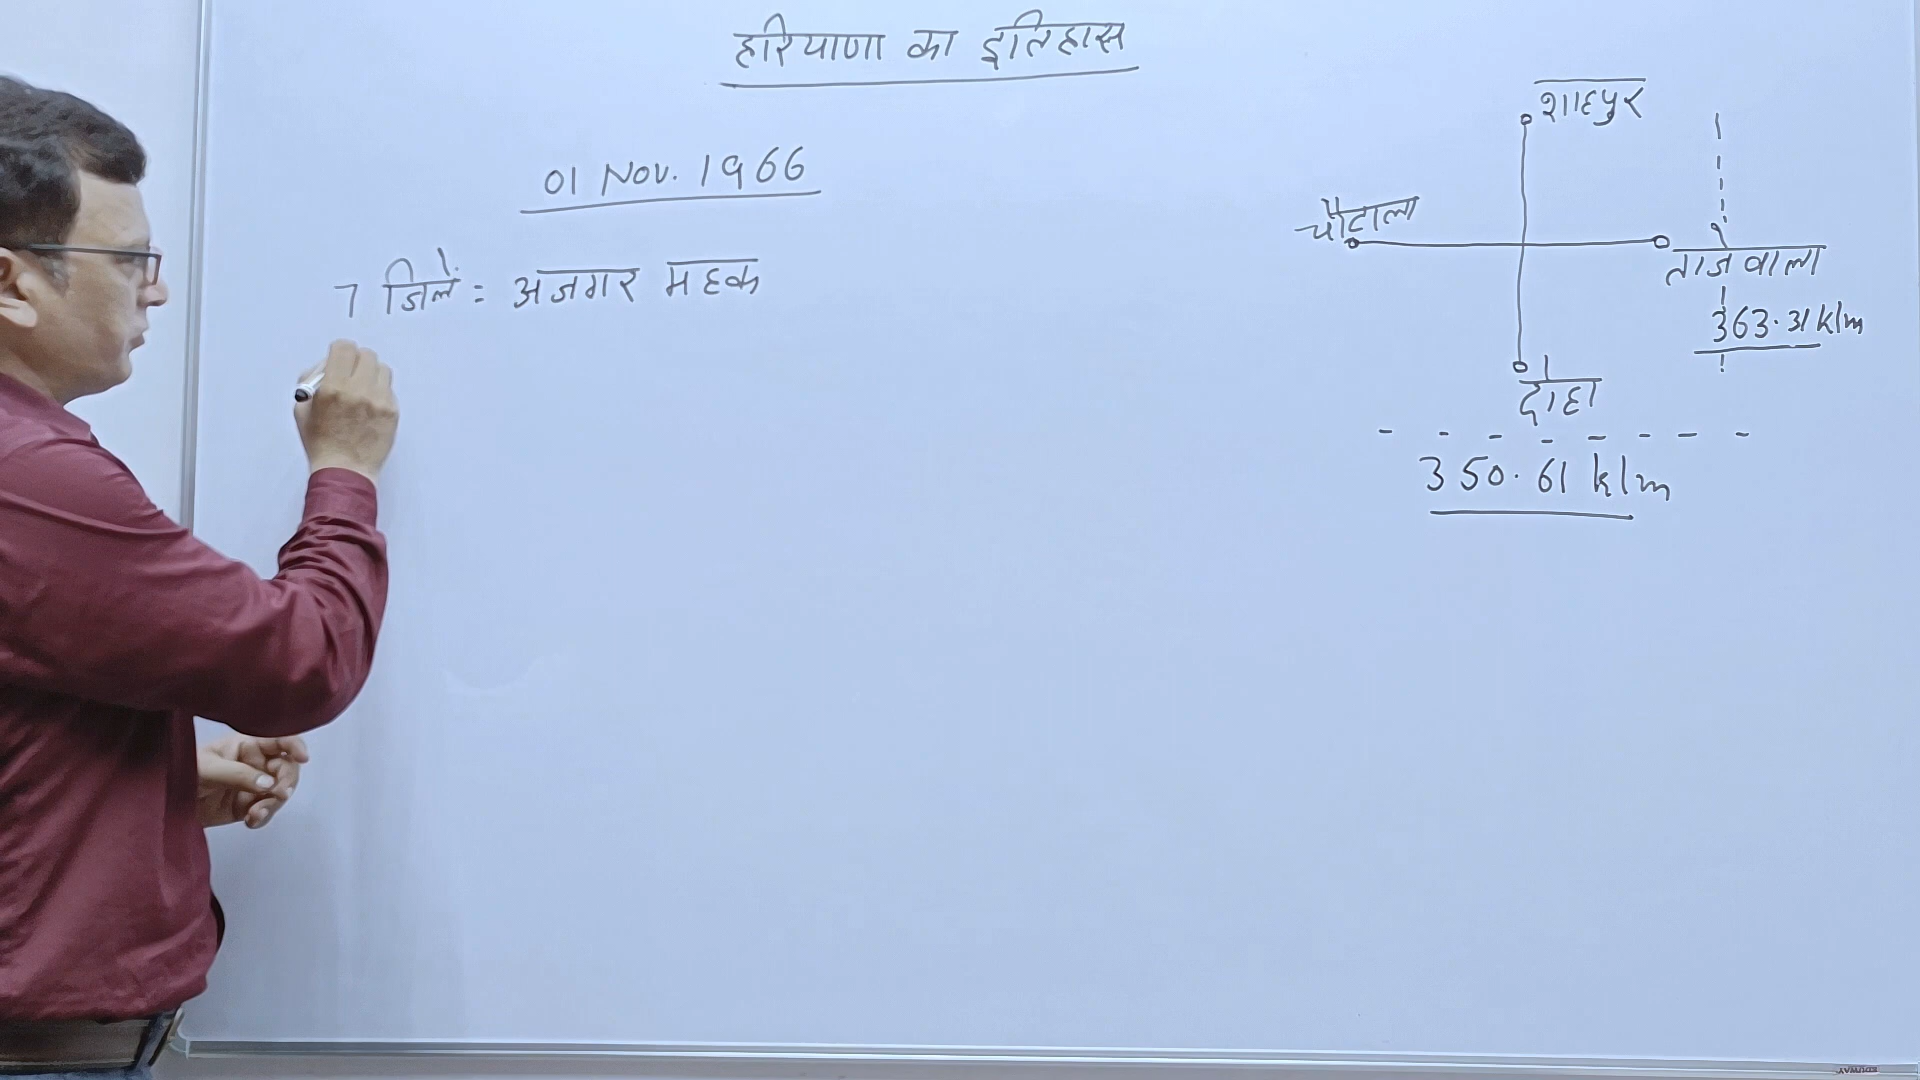 हरियाणा का इतिहास
01 Nov. 1966
7 जिलें = अजगर महक
शाहपुर
चौटाला
ताजेवाला
363.31 klm
दोहा
350.61 klm